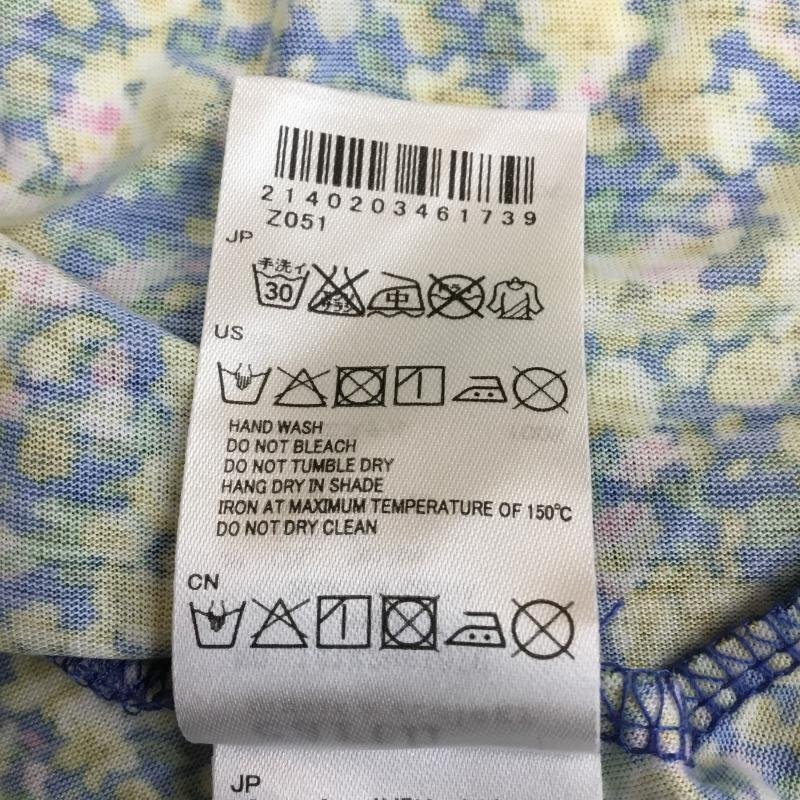 2140203461739
Z051
JP
手洗イ
30
中
US
HAND WASH
DO NOT BLEACH
DO NOT TUMBLE DRY
HANG DRY IN SHADE
IRON AT MAXIMUM TEMPERATURE OF 150℃
DO NOT DRY CLEAN
CN
JP